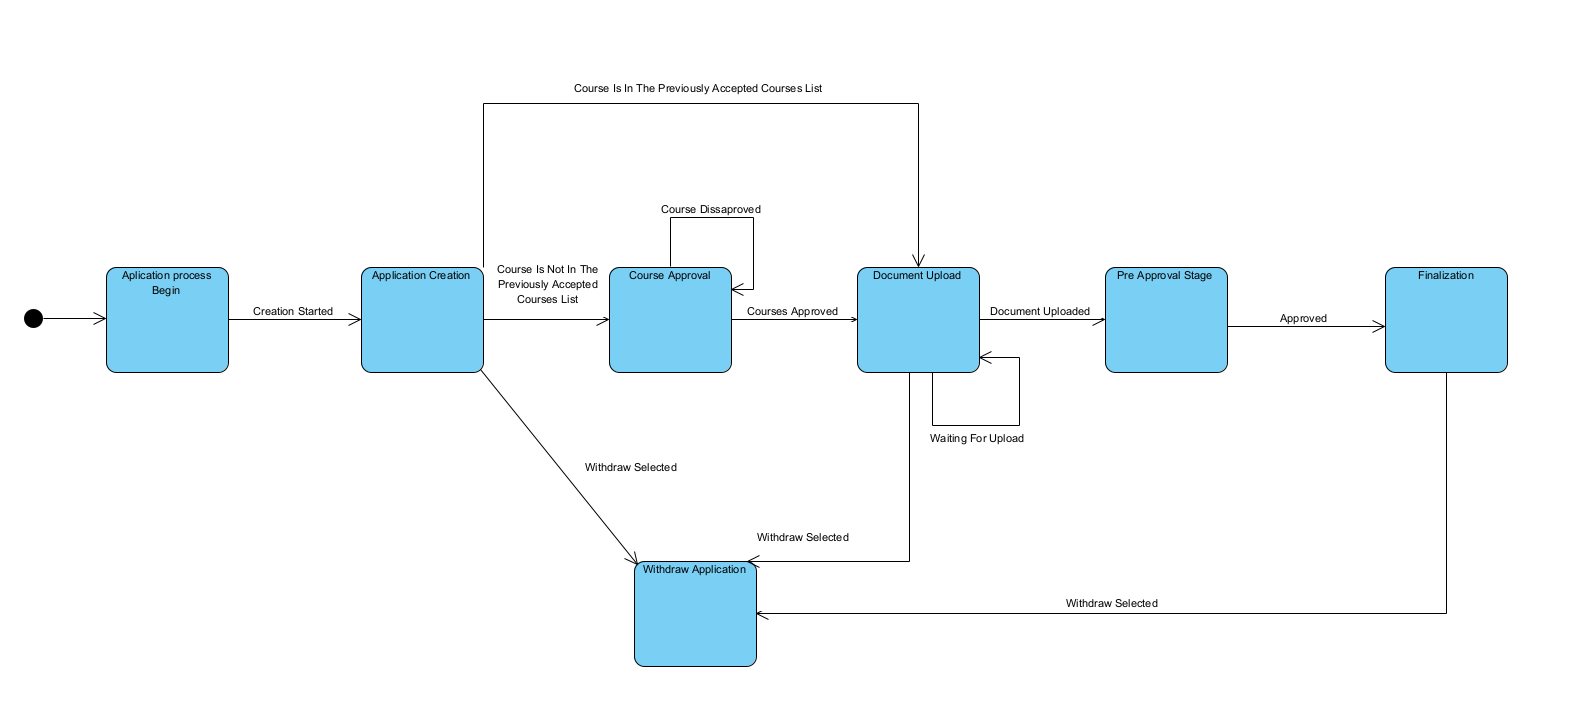 Course Is In The Previously Accepted Courses List
Course Dissaproved
Aplication process
Begin
Creation Started
Application Creation
Course Is Not In The
Previously Accepted
Courses List
Course Approval
Courses Approved
Document Upload
Document Uploaded
Pre Approval Stage
Approved
Finalization
Waiting For Upload
Withdraw Selected
Withdraw Selected
Withdraw Application
Withdraw Selected